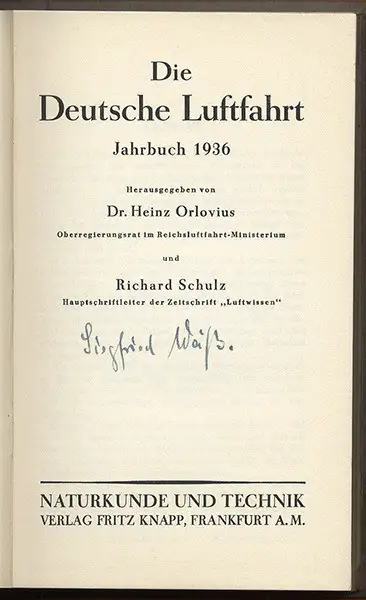 Die
Deutsche Luftfahrt
Jahrbuch 1936
Herausgegeben von
Dr. Heinz Orlovius
Oberregierungsrat im Reichsluftfahrt-Ministerium
und
Richard Schulz
Hauptschriftleiter der Zeitschrift „Luftwissen“
Siegfried Waiß.
NATURKUNDE UND TECHNIK
VERLAG FRITZ KNAPP, FRANKFURT A. M.